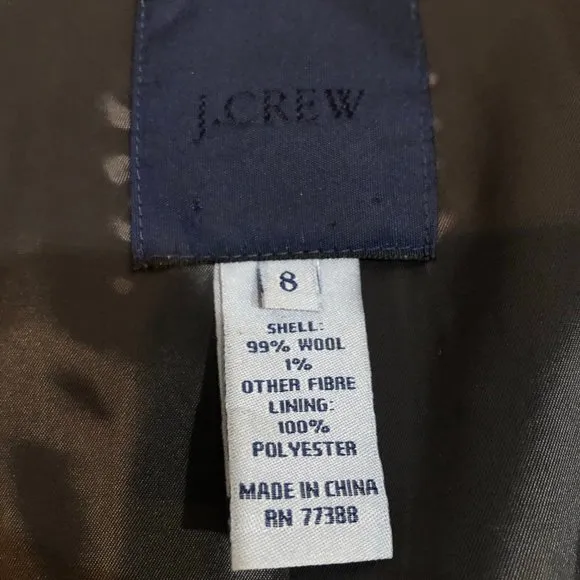 J.CREW
8
SHELL:
99% WOOL
1%
OTHER FIBRE
LINING:
100%
POLYESTER
MADE IN CHINA
RN 77388